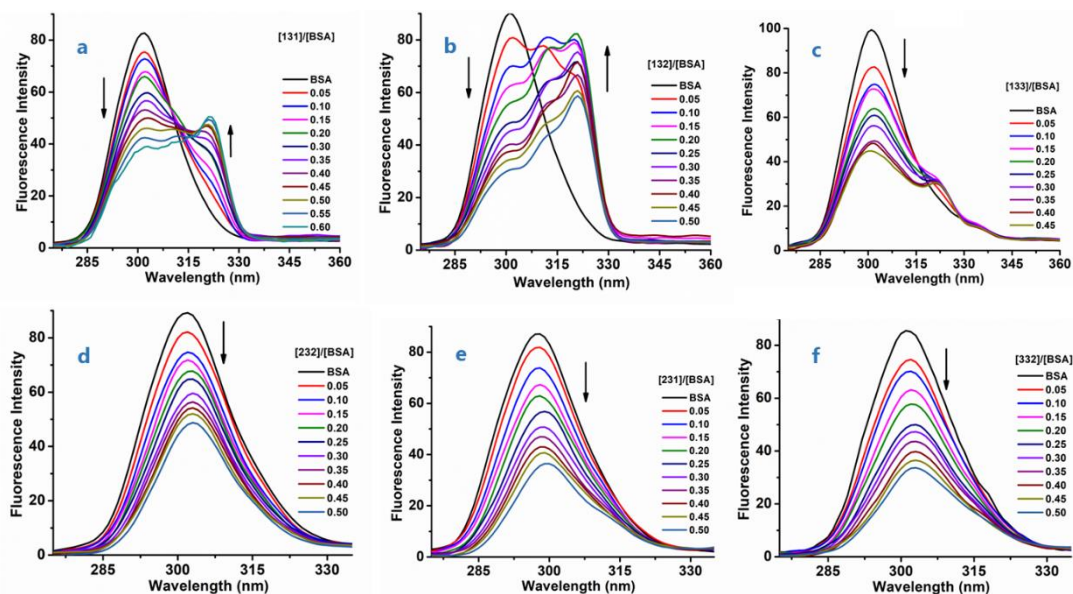 a
[131]/[BSA]
BSA
0.05
0.10
0.15
0.20
0.30
0.35
0.40
0.45
0.50
0.55
0.60
Fluorescence Intensity
80
60
40
20
0
285 300 315 330 345 360
Wavelength (nm)
b
[132]/[BSA]
BSA
0.05
0.10
0.15
0.20
0.25
0.30
0.35
0.40
0.45
0.50
Fluorescence Intensity
80
60
40
20
0
285 300 315 330 345 360
Wavelength (nm)
c
[133]/[BSA]
BSA
0.05
0.10
0.15
0.20
0.25
0.30
0.35
0.40
0.45
Fluorescence Intensity
100
80
60
40
20
0
285 300 315 330 345 360
Wavelength (nm)
d
[232]/[BSA]
BSA
0.05
0.10
0.15
0.20
0.25
0.30
0.35
0.40
0.45
0.50
Fluorescence Intensity
80
60
40
20
0
285 300 315 330
Wavelength (nm)
e
[231]/[BSA]
BSA
0.05
0.10
0.15
0.20
0.25
0.30
0.35
0.40
0.45
0.50
Fluorescence Intensity
80
60
40
20
0
285 300 315 330
Wavelength (nm)
f
[332]/[BSA]
BSA
0.05
0.10
0.15
0.20
0.25
0.30
0.35
0.40
0.45
0.50
Fluorescence Intensity
80
60
40
20
0
285 300 315 330
Wavelength (nm)